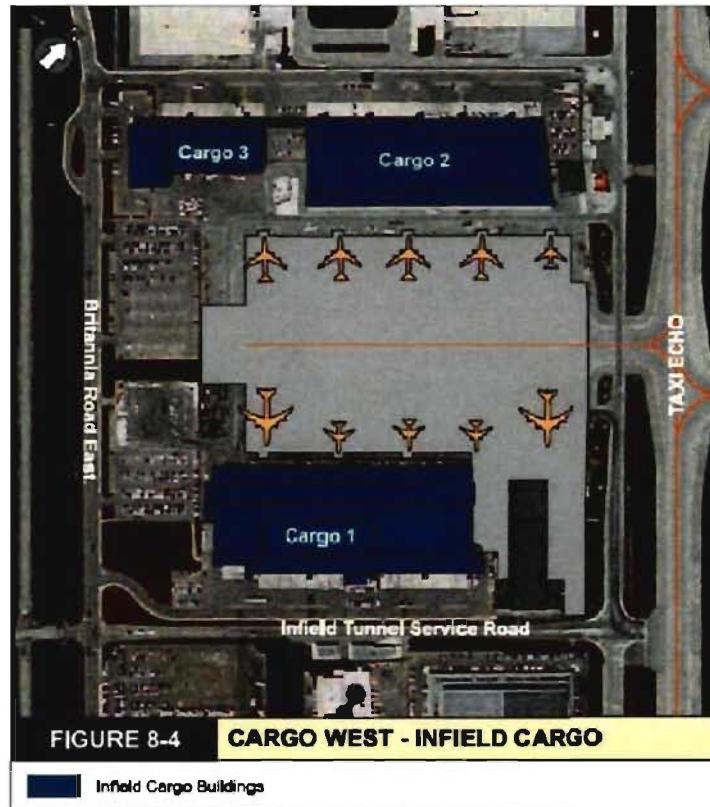 Cargo 3
Cargo 2
Britannia Road East
TAXI ECHO
Cargo 1
Infield Tunnel Service Road
FIGURE 8-4
CARGO WEST - INFIELD CARGO
Infield Cargo Buildings